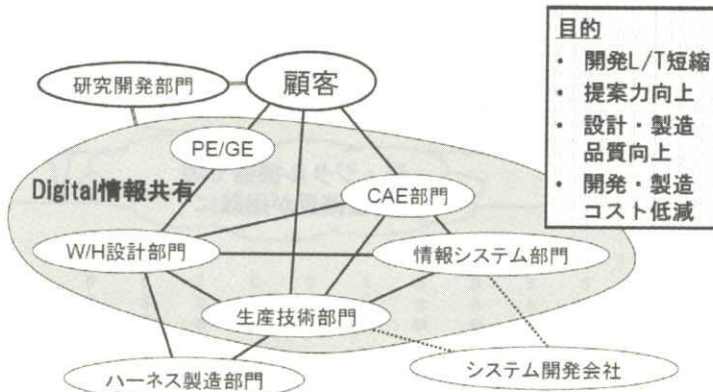 目的
・ 開発L/T短縮
・ 提案力向上
・ 設計・製造
品質向上
・ 開発・製造
コスト低減
研究開発部門
顧客
PE/GE
Digital情報共有
CAE部門
W/H設計部門
情報システム部門
生産技術部門
ハーネス製造部門
システム開発会社